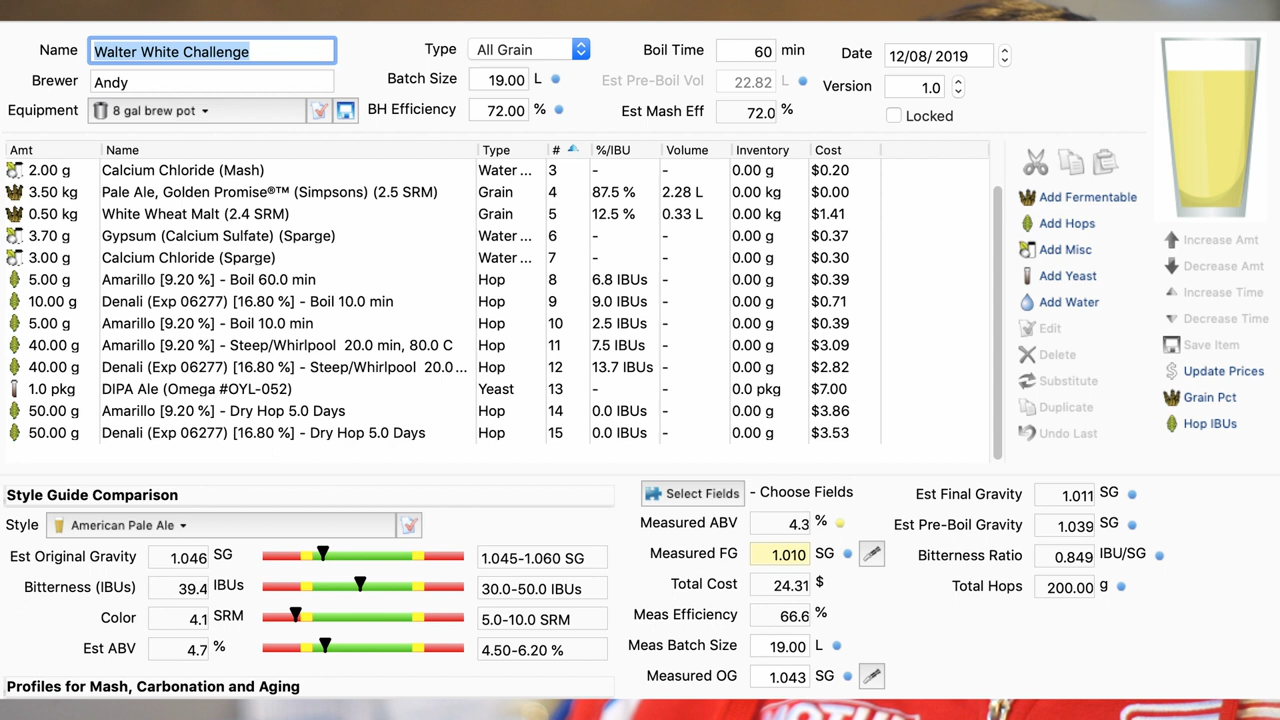 Name Walter White Challenge Type All Grain Boil Time 60 min Date 12/08/2019
Brewer Andy Batch Size 19.00 L Est Pre-Boil Vol 22.82 L Version 1.0
Equipment 8 gal brew pot BH Efficiency 72.00 % Est Mash Eff 72.0 % Locked
Amt Name Type # %/IBU Volume Inventory Cost
2.00 g Calcium Chloride (Mash) Water ... 3 - - 0.00 g $0.20
3.50 kg Pale Ale, Golden Promise®™ (Simpsons) (2.5 SRM) Grain 4 87.5 % 2.28 L 0.00 kg $0.00
0.50 kg White Wheat Malt (2.4 SRM) Grain 5 12.5 % 0.33 L 0.00 kg $1.41
3.70 g Gypsum (Calcium Sulfate) (Sparge) Water ... 6 - - 0.00 g $0.37
3.00 g Calcium Chloride (Sparge) Water ... 7 - - 0.00 g $0.30
5.00 g Amarillo [9.20 %] - Boil 60.0 min Hop 8 6.8 IBUs - 0.00 g $0.39
10.00 g Denali (Exp 06277) [16.80 %] - Boil 10.0 min Hop 9 9.0 IBUs - 0.00 g $0.71
5.00 g Amarillo [9.20 %] - Boil 10.0 min Hop 10 2.5 IBUs - 0.00 g $0.39
40.00 g Amarillo [9.20 %] - Steep/Whirlpool 20.0 min, 80.0 C Hop 11 7.5 IBUs - 0.00 g $3.09
40.00 g Denali (Exp 06277) [16.80 %] - Steep/Whirlpool 20.0... Hop 12 13.7 IBUs - 0.00 g $2.82
1.0 pkg DIPA Ale (Omega #OYL-052) Yeast 13 - - 0.0 pkg $7.00
50.00 g Amarillo [9.20 %] - Dry Hop 5.0 Days Hop 14 0.0 IBUs - 0.00 g $3.86
50.00 g Denali (Exp 06277) [16.80 %] - Dry Hop 5.0 Days Hop 15 0.0 IBUs - 0.00 g $3.53
Add Fermentable
Add Hops
Add Misc
Add Yeast
Add Water
Edit
Delete
Substitute
Duplicate
Undo Last
Increase Amt
Decrease Amt
Increase Time
Decrease Time
Save Item
Update Prices
Grain Pct
Hop IBUs
Style Guide Comparison
Style American Pale Ale
Est Original Gravity 1.046 SG 1.045-1.060 SG
Bitterness (IBUs) 39.4 IBUs 30.0-50.0 IBUs
Color 4.1 SRM 5.0-10.0 SRM
Est ABV 4.7 % 4.50-6.20 %
Profiles for Mash, Carbonation and Aging
Select Fields - Choose Fields
Measured ABV 4.3 %
Measured FG 1.010 SG
Total Cost 24.31 $
Meas Efficiency 66.6 %
Meas Batch Size 19.00 L
Measured OG 1.043 SG
Est Final Gravity 1.011 SG
Est Pre-Boil Gravity 1.039 SG
Bitterness Ratio 0.849 IBU/SG
Total Hops 200.00 g